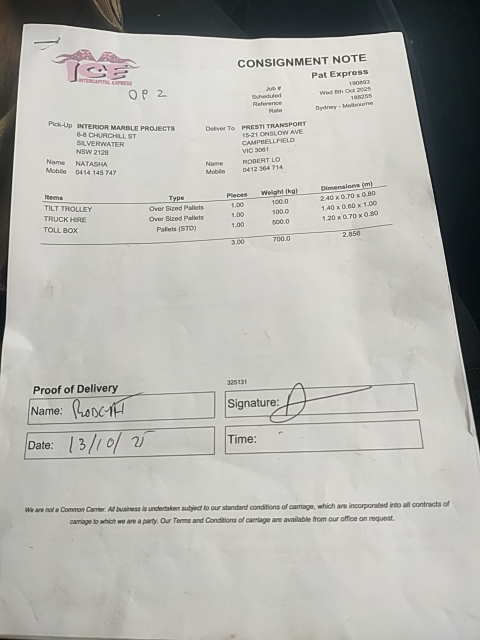 CONSIGNMENT NOTE
ICE
INTERCAPITAL EXPRESS
Pat Express
OP 2
Job # 190893
Scheduled Wed 8th Oct 2025
Reference 188255
Rate Sydney - Melbourne
Pick-Up INTERIOR MARBLE PROJECTS
6-8 CHURCHILL ST
SILVERWATER
NSW 2128
Name NATASHA
Mobile 0414 145 747
Deliver To PRESTI TRANSPORT
15-21 ONSLOW AVE
CAMPBELLFIELD
VIC 3061
Name ROBERT LO
Mobile 0412 364 714
Items Type Pieces Weight (kg) Dimensions (m)
TILT TROLLEY Over Sized Pallets 1.00 100.0 2.40 x 0.70 x 0.80
TRUCK HIRE Over Sized Pallets 1.00 100.0 1.40 x 0.60 x 1.00
TOLL BOX Pallets (STD) 1.00 500.0 1.20 x 0.70 x 0.80
3.00 700.0 2.856
Proof of Delivery
325131
Name:
Signature:
Date: 13/10/25
Time:
We are not a Common Carrier. All business is undertaken subject to our standard conditions of carriage, which are incorporated into all contracts of
carriage to which we are a party. Our Terms and Conditions of carriage are available from our office on request.